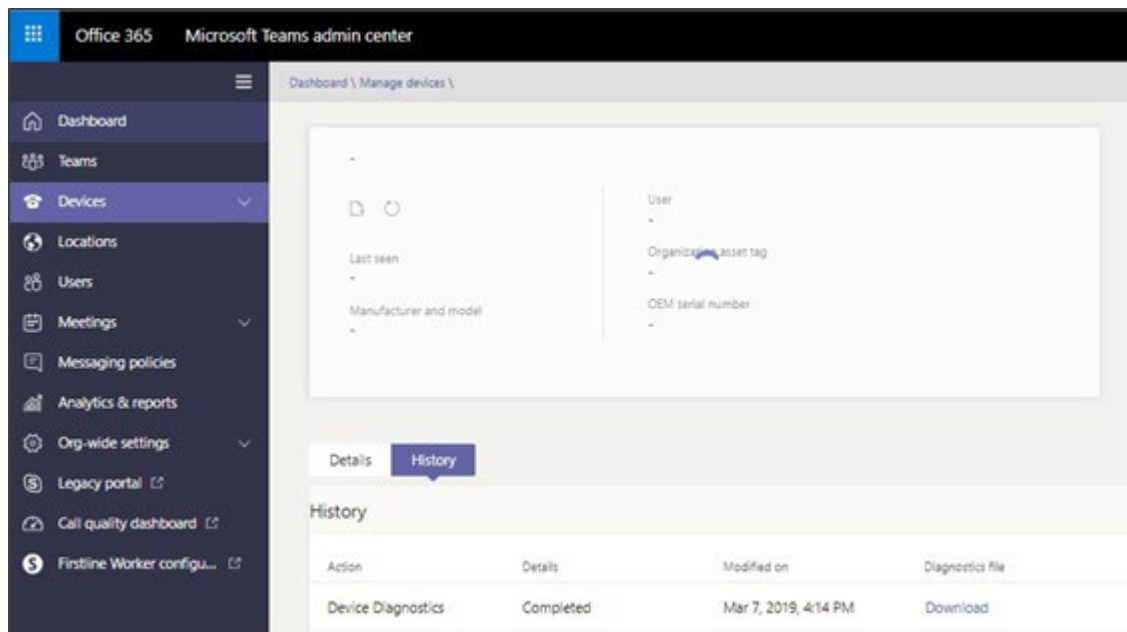 Office 365 Microsoft Teams admin center
Dashboard \ Manage devices \
Dashboard
Teams
Devices
Locations
Users
Meetings
Messaging policies
Analytics & reports
Org-wide settings
Legacy portal
Call quality dashboard
Firstline Worker configu...
-
Last seen
-
Manufacturer and model
-
User
-
Organization asset tag
-
OEM serial number
-
Details History
History
Action Details Modified on Diagnostics file
Device Diagnostics Completed Mar 7, 2019, 4:14 PM Download